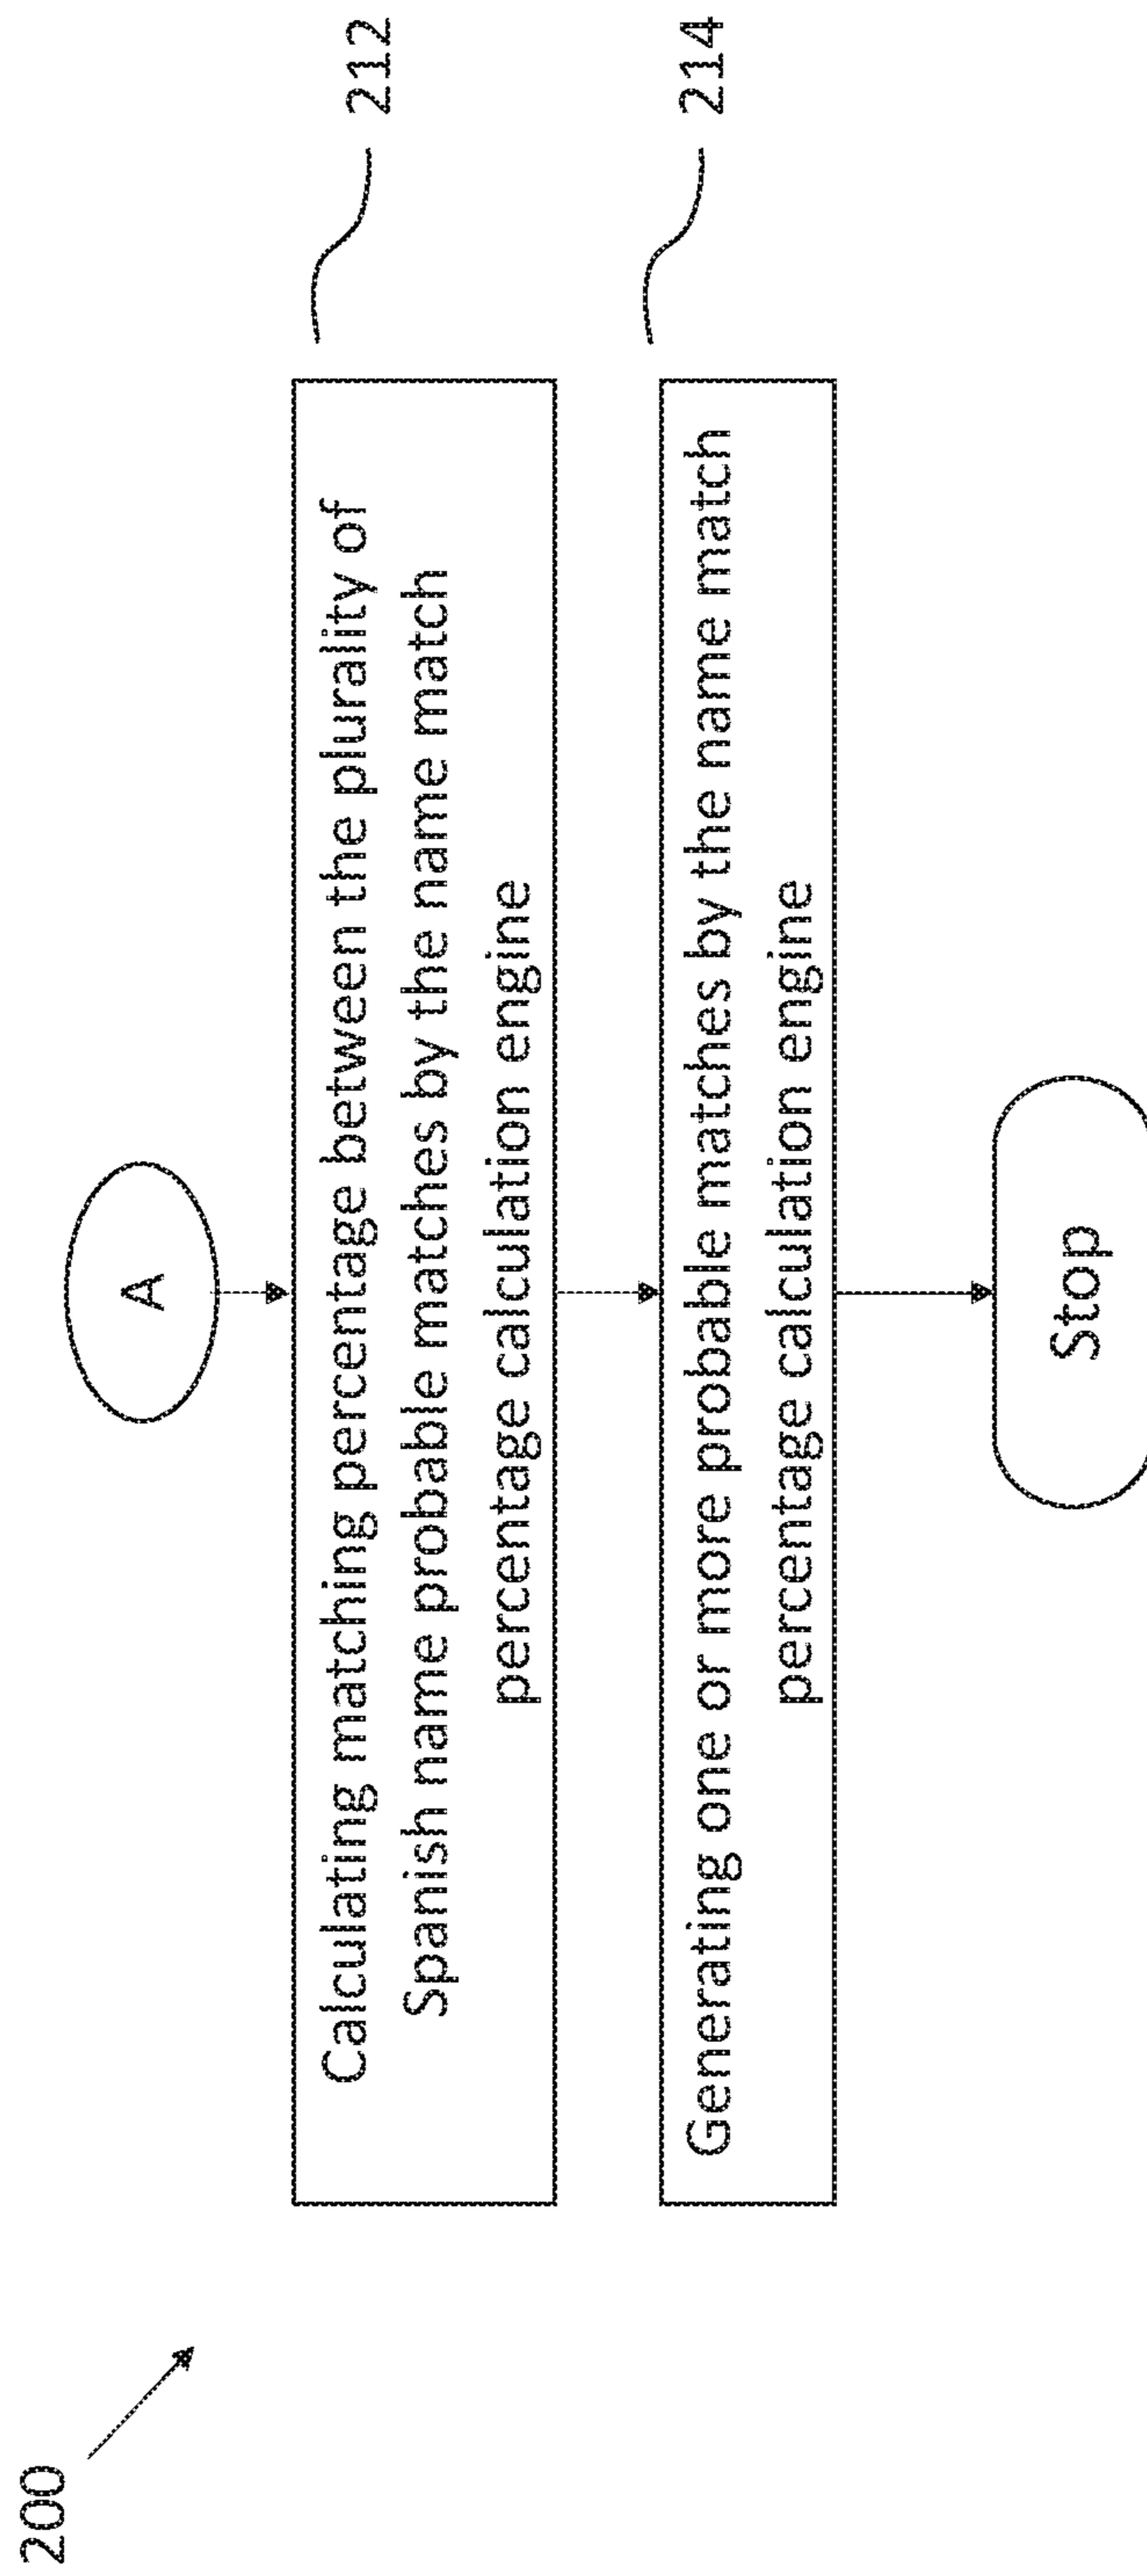 200
A
Calculating matching percentage between the plurality of
Spanish name probable matches by the name match
percentage calculation engine
212
Generating one or more probable matches by the name match
percentage calculation engine
214
Stop